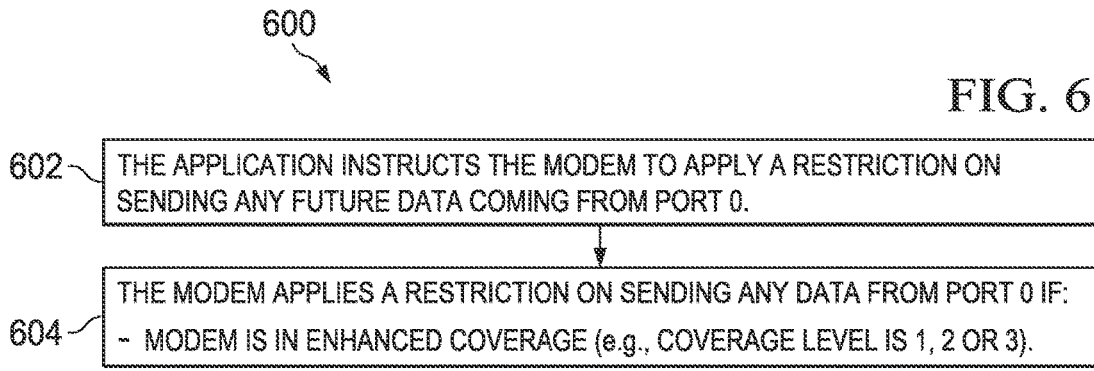 600
FIG. 6
602
THE APPLICATION INSTRUCTS THE MODEM TO APPLY A RESTRICTION ON
SENDING ANY FUTURE DATA COMING FROM PORT 0.
604
THE MODEM APPLIES A RESTRICTION ON SENDING ANY DATA FROM PORT 0 IF:
- MODEM IS IN ENHANCED COVERAGE (e.g., COVERAGE LEVEL IS 1, 2 OR 3).